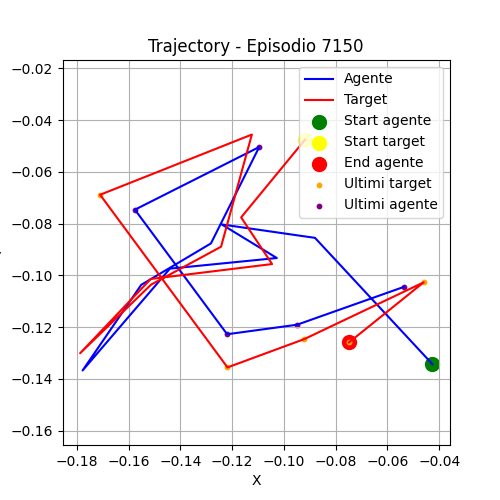 Trajectory - Episodio 7150
Agente
Target
Start agente
Start target
End agente
Ultimi target
Ultimi agente
−0.02
−0.04
−0.06
−0.08
−0.10
−0.12
−0.14
−0.16
−0.18 −0.16 −0.14 −0.12 −0.10 −0.08 −0.06 −0.04
X